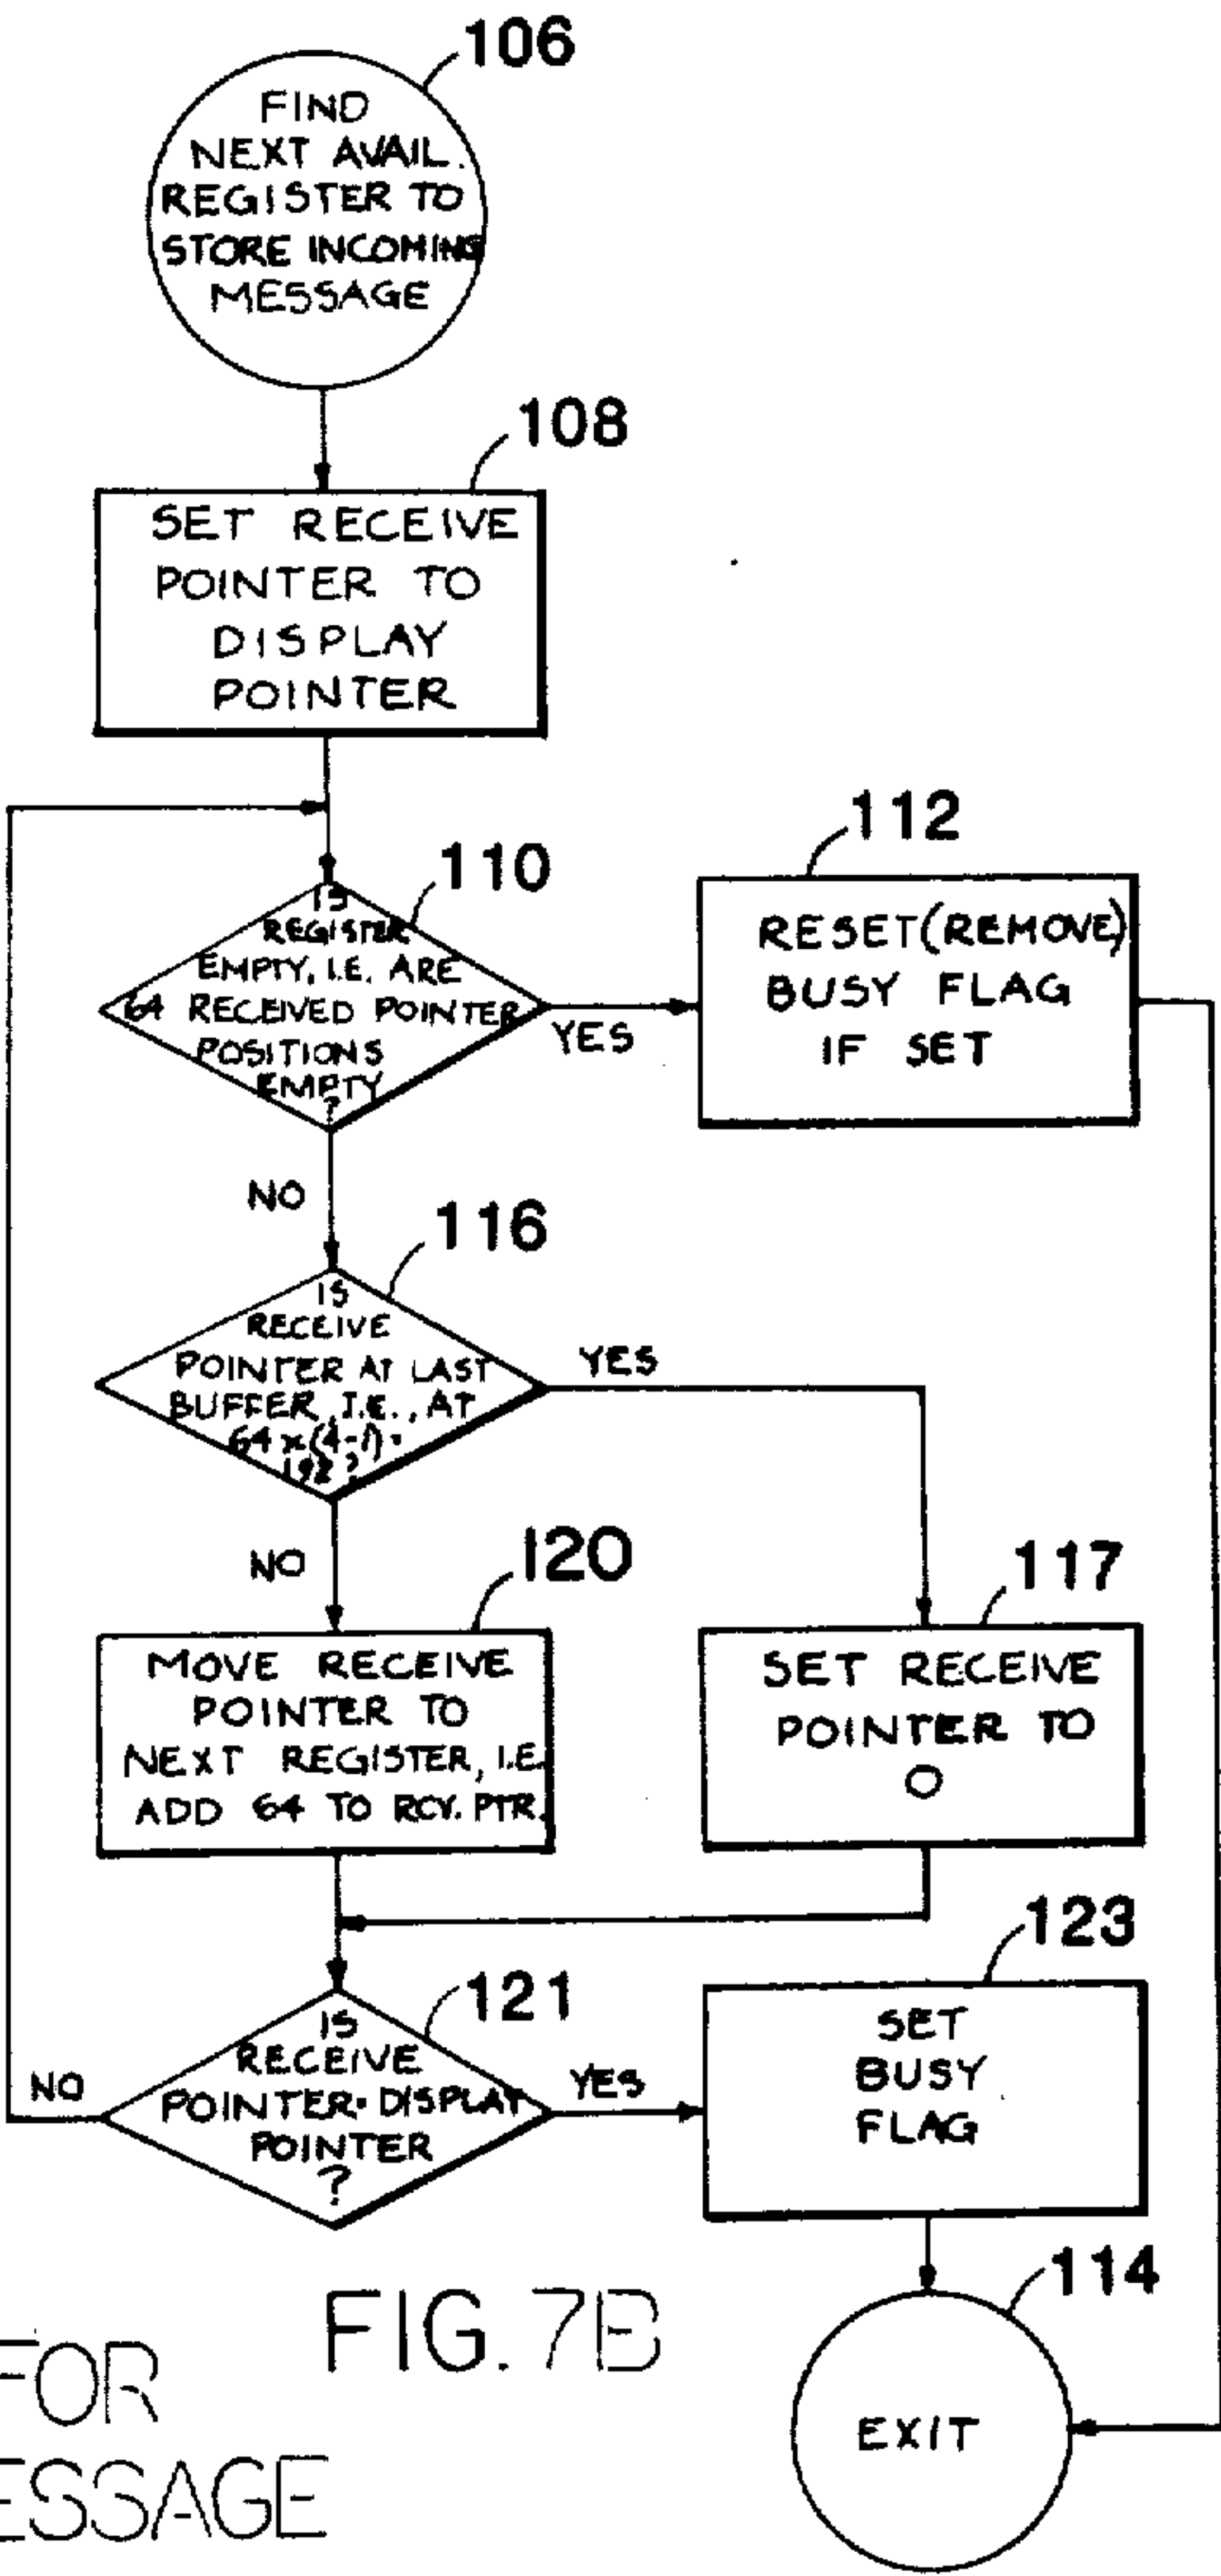 106
FIND
NEXT AVAIL.
REGISTER TO
STORE INCOMING
MESSAGE
108
SET RECEIVE
POINTER TO
DISPLAY
POINTER
110
IS
REGISTER
EMPTY, I.E. ARE
64 RECEIVED POINTER
POSITIONS
EMPTY
?
YES
112
RESET (REMOVE)
BUSY FLAG
IF SET
NO
116
IS
RECEIVE
POINTER AT LAST
BUFFER, I.E., AT
64 x (4-1) =
192 ?
YES
NO
120
MOVE RECEIVE
POINTER TO
NEXT REGISTER, I.E.
ADD 64 TO RCV. PTR.
117
SET RECEIVE
POINTER TO
0
121
IS
RECEIVE
POINTER = DISPLAY
POINTER
?
NO
YES
123
SET
BUSY
FLAG
114
EXIT
FIG. 7B
FOR
ESSAGE